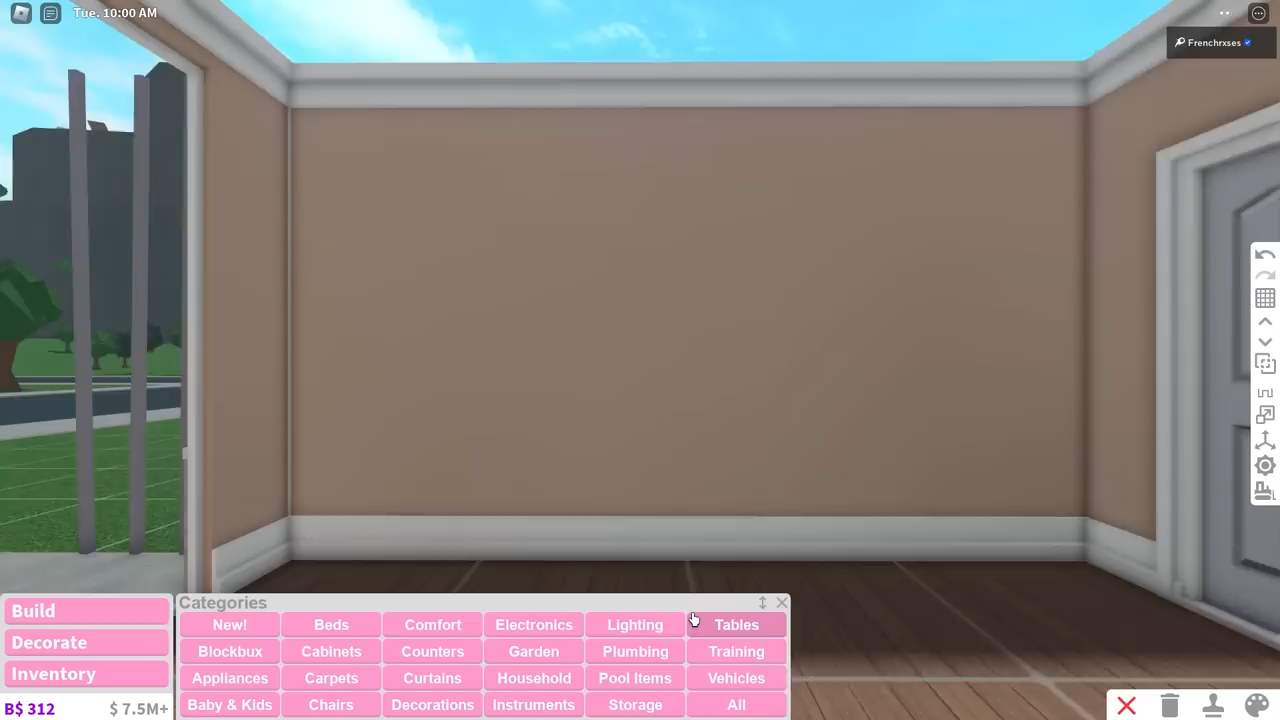 Tue. 10:00 AM
Frenchrxses
Build
Decorate
Inventory
B$ 312 $ 7.5M+
Categories
New! Beds Comfort Electronics Lighting Tables
Blockbux Cabinets Counters Garden Plumbing Training
Appliances Carpets Curtains Household Pool Items Vehicles
Baby & Kids Chairs Decorations Instruments Storage All